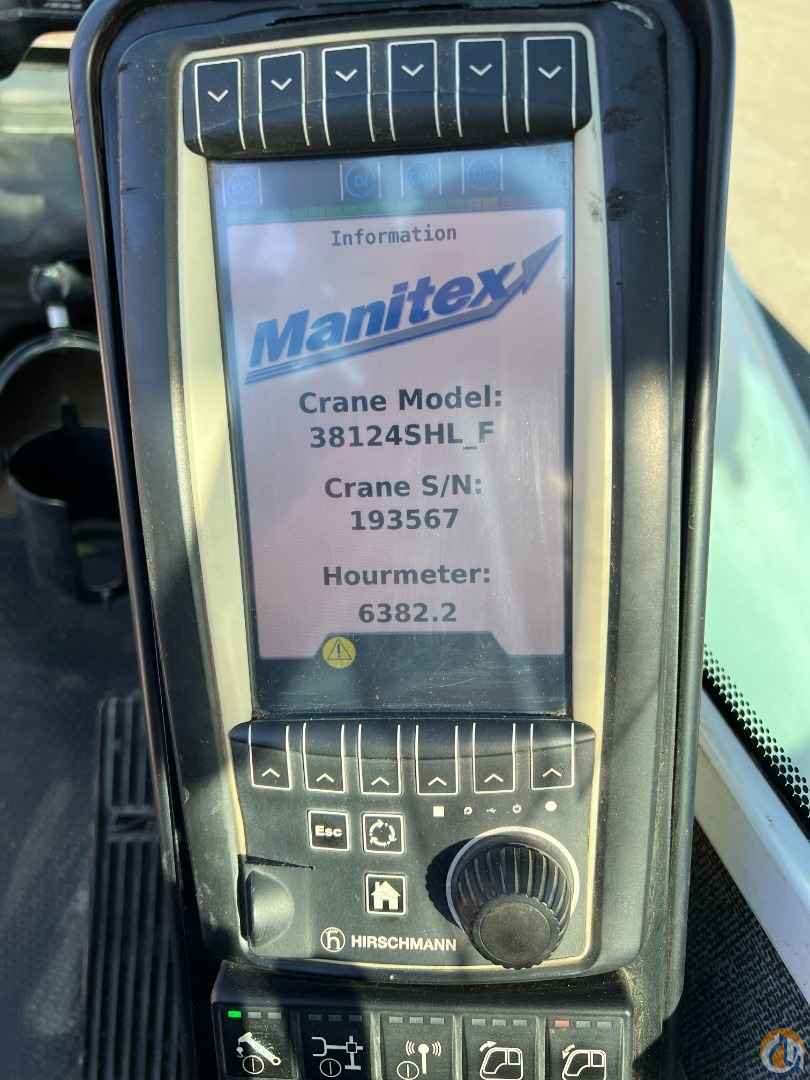 Information
Manitex
Crane Model:
38124SHL_F
Crane S/N:
193567
Hourmeter:
6382.2
Esc
HIRSCHMANN